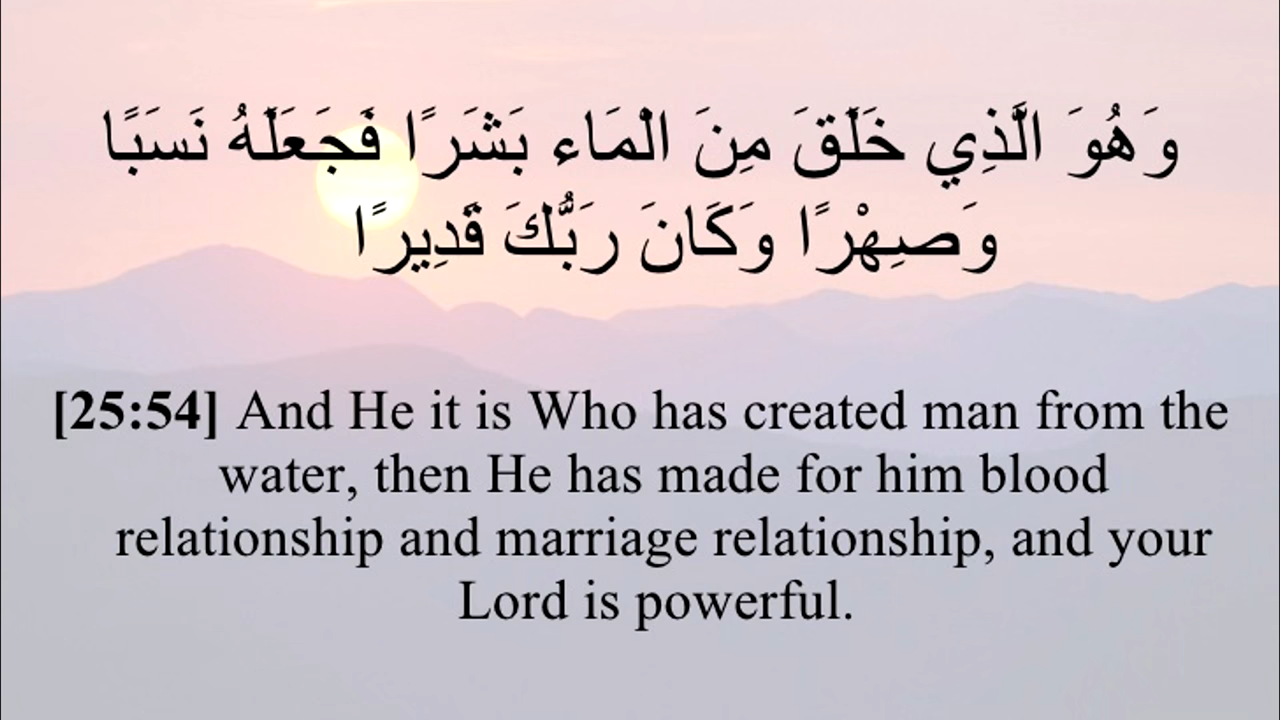 وَهُوَ الَّذِي خَلَقَ مِنَ الْمَاء بَشَرًا فَجَعَلَهُ نَسَبًا
وَصِهْرًا وَكَانَ رَبُّكَ قَدِيرًا
[25:54] And He it is Who has created man from the
water, then He has made for him blood
relationship and marriage relationship, and your
Lord is powerful.